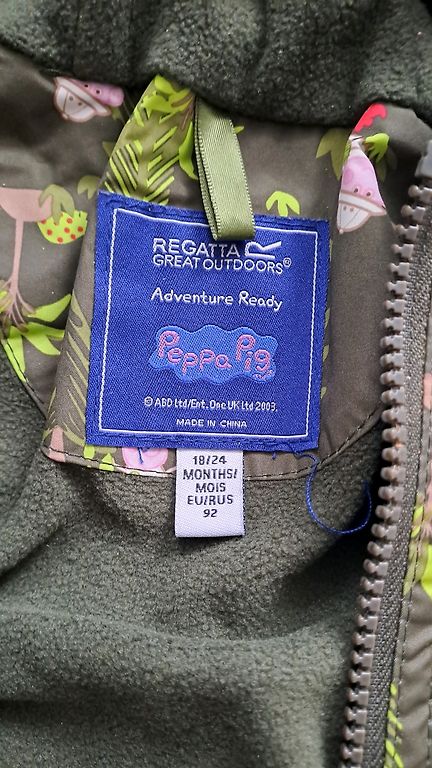 REGATTA
GREAT OUTDOORS®
Adventure Ready
Peppa Pig
© ABD Ltd/Ent. One UK Ltd 2003.
MADE IN CHINA
18/24
MONTHS/
MOIS
EU/RUS
92